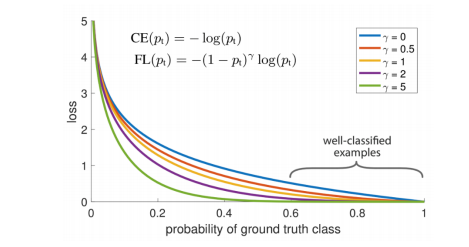 5
4
3
2
1
0
loss
CE(pt) = − log(pt)
FL(pt) = −(1 − pt)γ log(pt)
γ = 0
γ = 0.5
γ = 1
γ = 2
γ = 5
well-classified
examples
0
0.2
0.4
0.6
0.8
1
probability of ground truth class